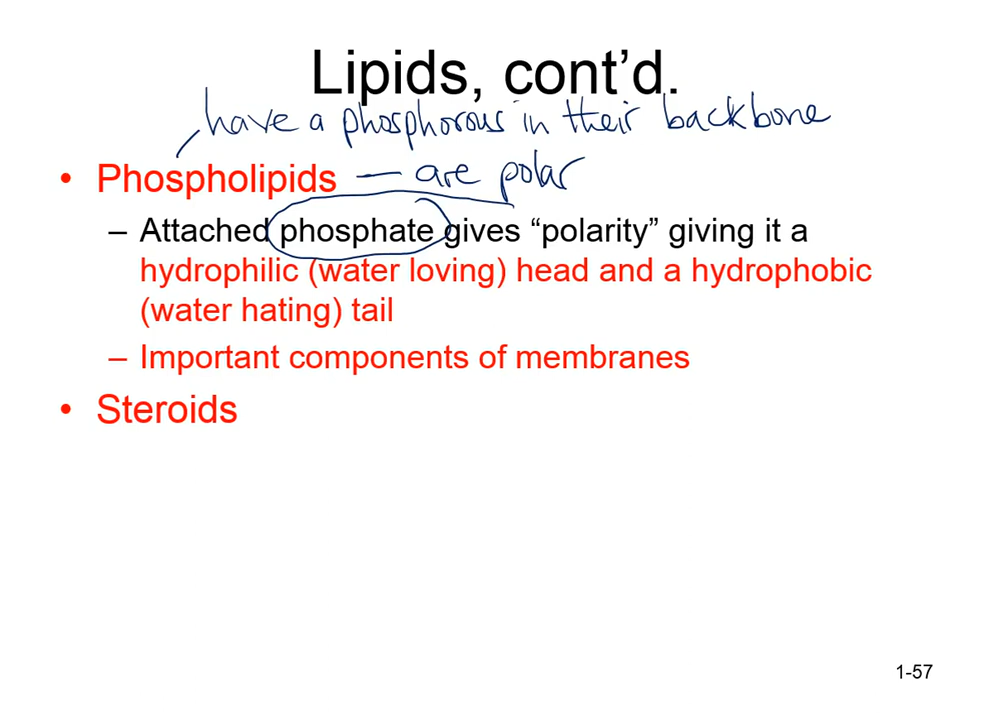 Lipids, cont’d.
have a phosphorous in their backbone
• Phospholipids — are polar
– Attached phosphate gives “polarity” giving it a
hydrophilic (water loving) head and a hydrophobic
(water hating) tail
– Important components of membranes
• Steroids
1-57